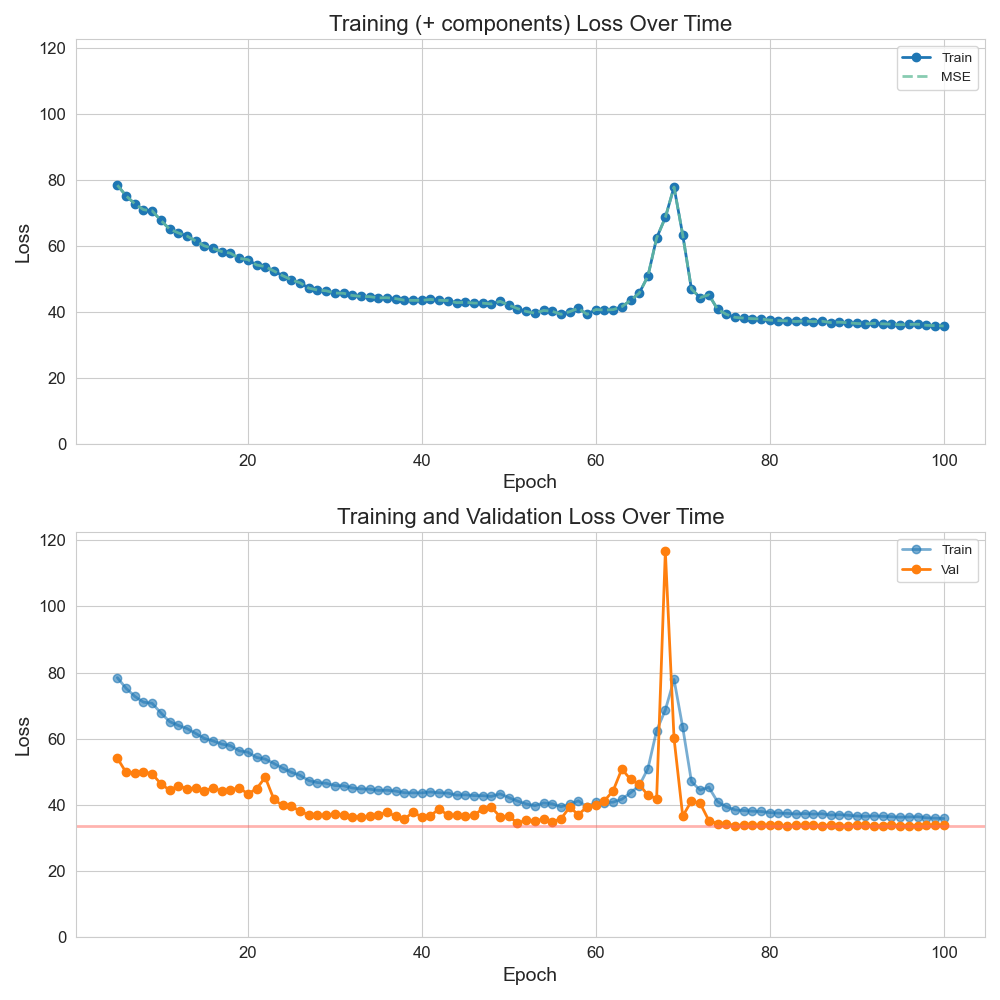 Training (+ components) Loss Over Time
120
100
80
60
40
20
0
Loss
Train
MSE
20 40 60 80 100
Epoch
Training and Validation Loss Over Time
120
100
80
60
40
20
0
Loss
Train
Val
20 40 60 80 100
Epoch